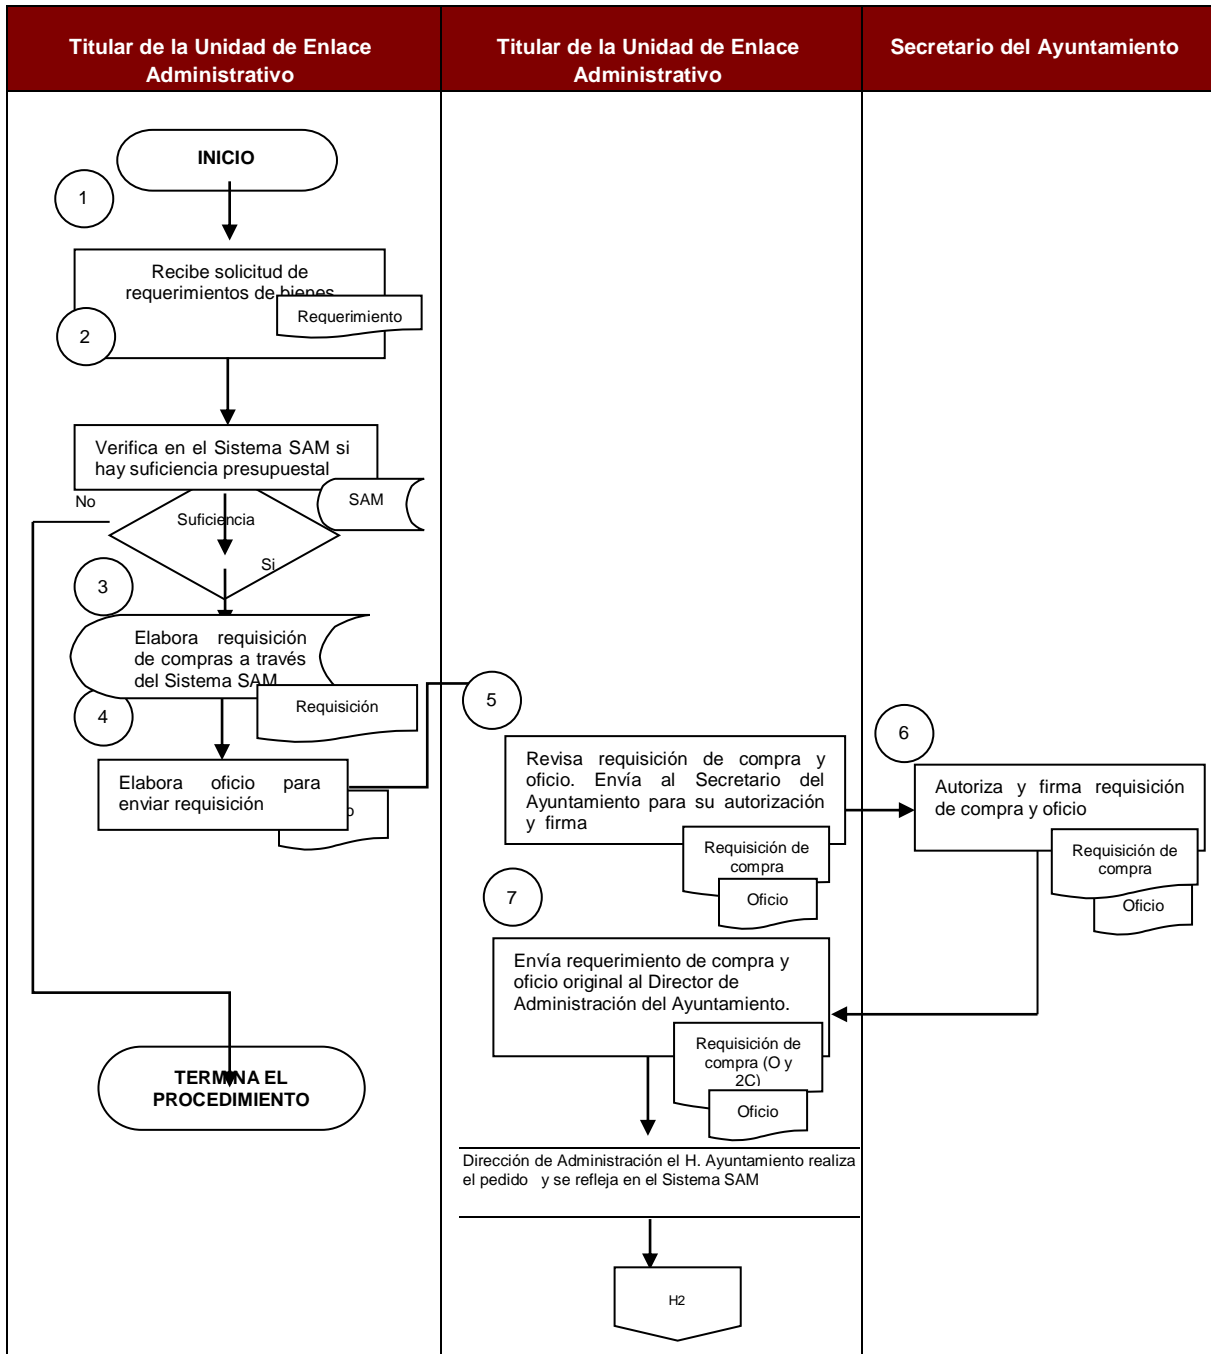 Titular de la Unidad de Enlace
Administrativo
Titular de la Unidad de Enlace
Administrativo
Secretario del Ayuntamiento
INICIO
1
Recibe solicitud de
requerimientos de bienes
Requerimiento
2
Verifica en el Sistema SAM si
hay suficiencia presupuestal
No
SAM
Suficiencia
Si
3
Elabora requisición
de compras a través
del Sistema SAM
Requisición
4
Elabora oficio para
enviar requisición
TERMINA EL
PROCEDIMIENTO
5
Revisa requisición de compra y
oficio. Envía al Secretario del
Ayuntamiento para su autorización
y firma
Requisición de
compra
Oficio
6
Autoriza y firma requisición
de compra y oficio
Requisición de
compra
Oficio
7
Envía requerimiento de compra y
oficio original al Director de
Administración del Ayuntamiento.
Requisición de
compra (O y
2C)
Oficio
Dirección de Administración el H. Ayuntamiento realiza
el pedido y se refleja en el Sistema SAM
H2